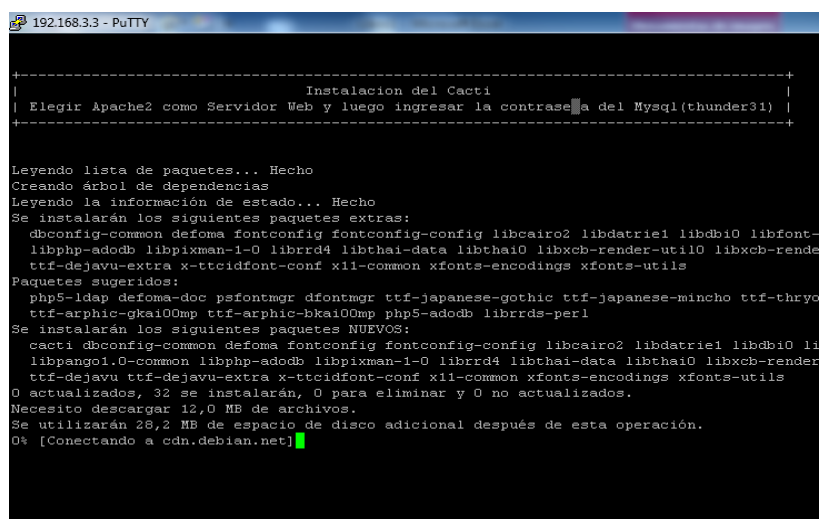 192.168.3.3 - PuTTY
+-----------------------------------------------------------------------------+
| Instalacion del Cacti |
| Elegir Apache2 como Servidor Web y luego ingresar la contrase▒a del Mysql(thunder31) |
+-----------------------------------------------------------------------------+
Leyendo lista de paquetes... Hecho
Creando árbol de dependencias
Leyendo la información de estado... Hecho
Se instalarán los siguientes paquetes extras:
dbconfig-common defoma fontconfig fontconfig-config libcairo2 libdatrie1 libdbi0 libfont-
libphp-adodb libpixman-1-0 librrd4 libthai-data libthai0 libxcb-render-util0 libxcb-rende
ttf-dejavu-extra x-ttcidfont-conf x11-common xfonts-encodings xfonts-utils
Paquetes sugeridos:
php5-ldap defoma-doc psfontmgr dfontmgr ttf-japanese-gothic ttf-japanese-mincho ttf-thryo
ttf-arphic-gkai00mp ttf-arphic-bkai00mp php5-adodb librrds-perl
Se instalarán los siguientes paquetes NUEVOS:
cacti dbconfig-common defoma fontconfig fontconfig-config libcairo2 libdatrie1 libdbi0 li
libpango1.0-common libphp-adodb libpixman-1-0 librrd4 libthai-data libthai0 libxcb-render
ttf-dejavu ttf-dejavu-extra x-ttcidfont-conf x11-common xfonts-encodings xfonts-utils
0 actualizados, 32 se instalarán, 0 para eliminar y 0 no actualizados.
Necesito descargar 12,0 MB de archivos.
Se utilizarán 28,2 MB de espacio de disco adicional después de esta operación.
0% [Conectando a cdn.debian.net]